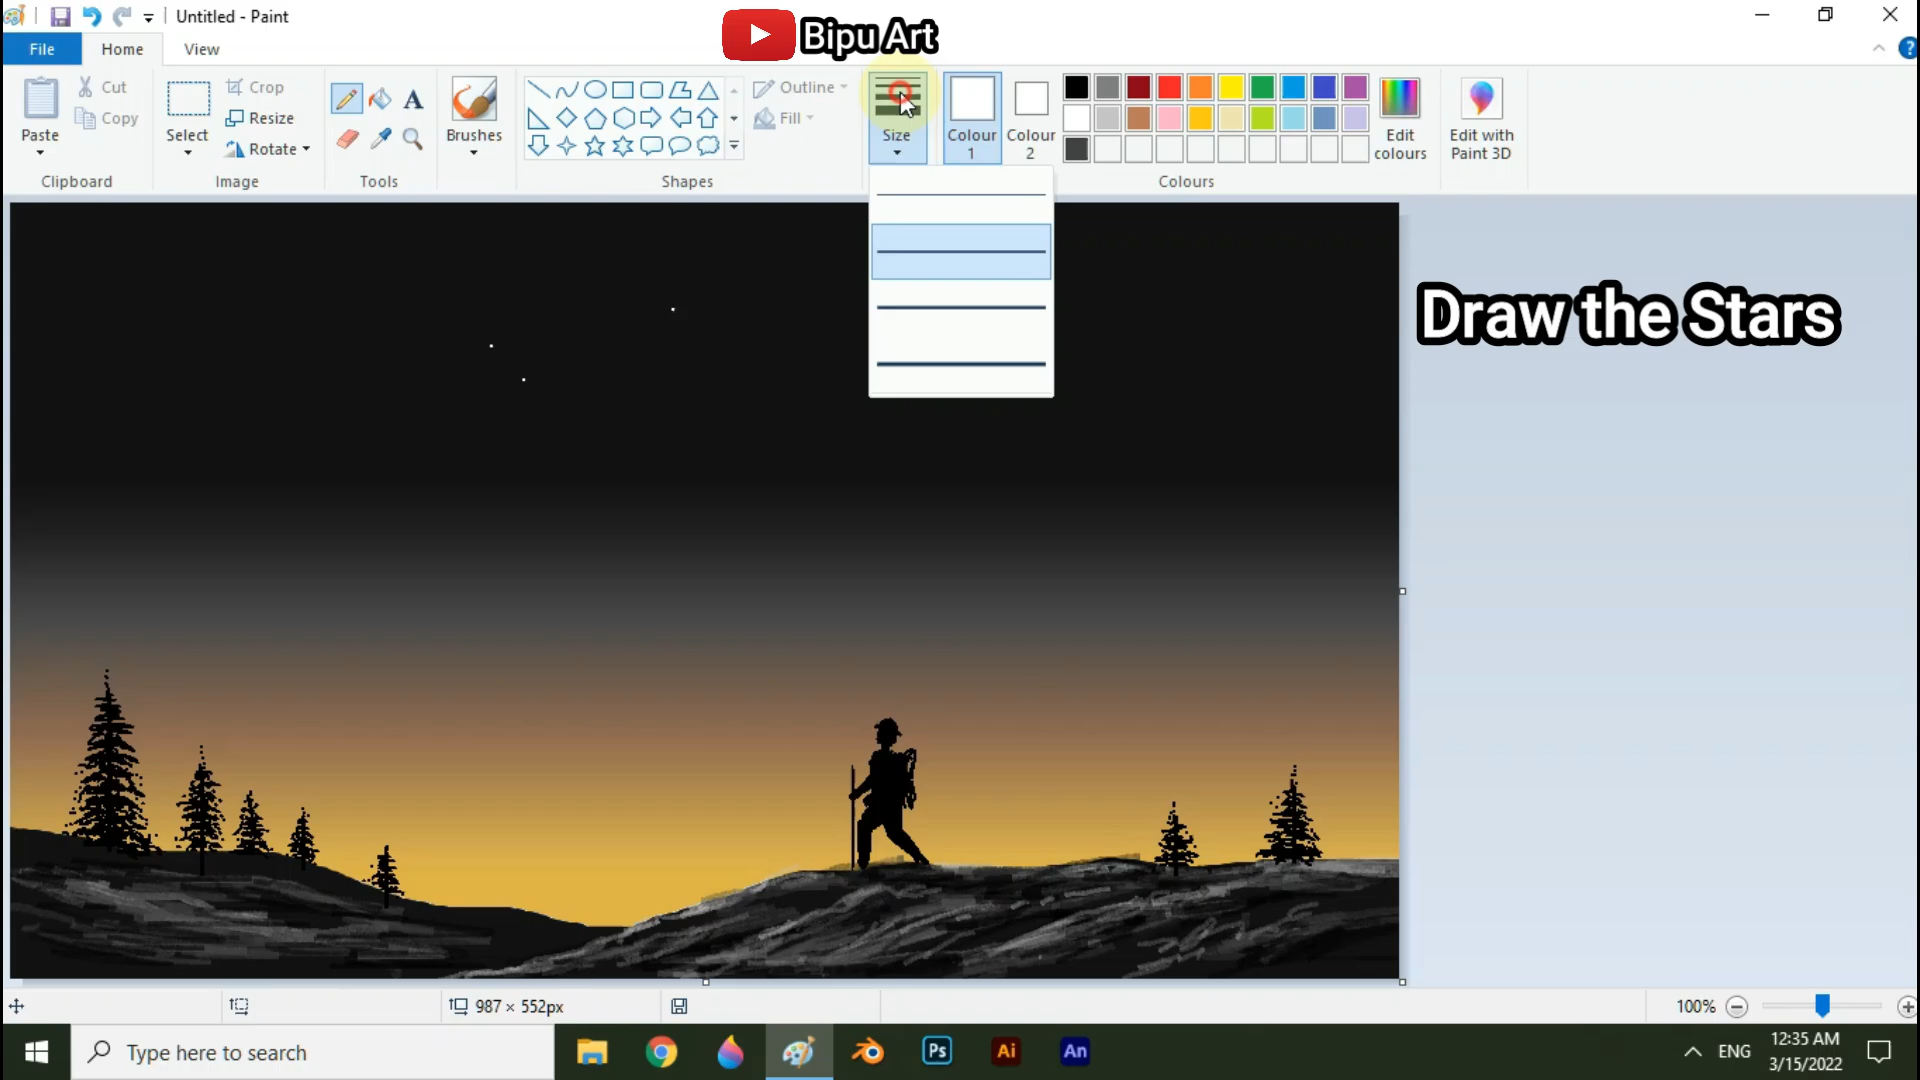 Untitled - Paint
Bipu Art
File
Home
View
Paste
Cut
Copy
Clipboard
Select
Crop
Resize
Rotate
Image
A
Tools
Brushes
Shapes
Outline
Fill
Size
Colour
1
Colour
2
Edit
colours
Colours
Edit with
Paint 3D
?
Draw the Stars
987 × 552px
100%
Type here to search
Ps
Ai
An
ENG
12:35 AM
3/15/2022